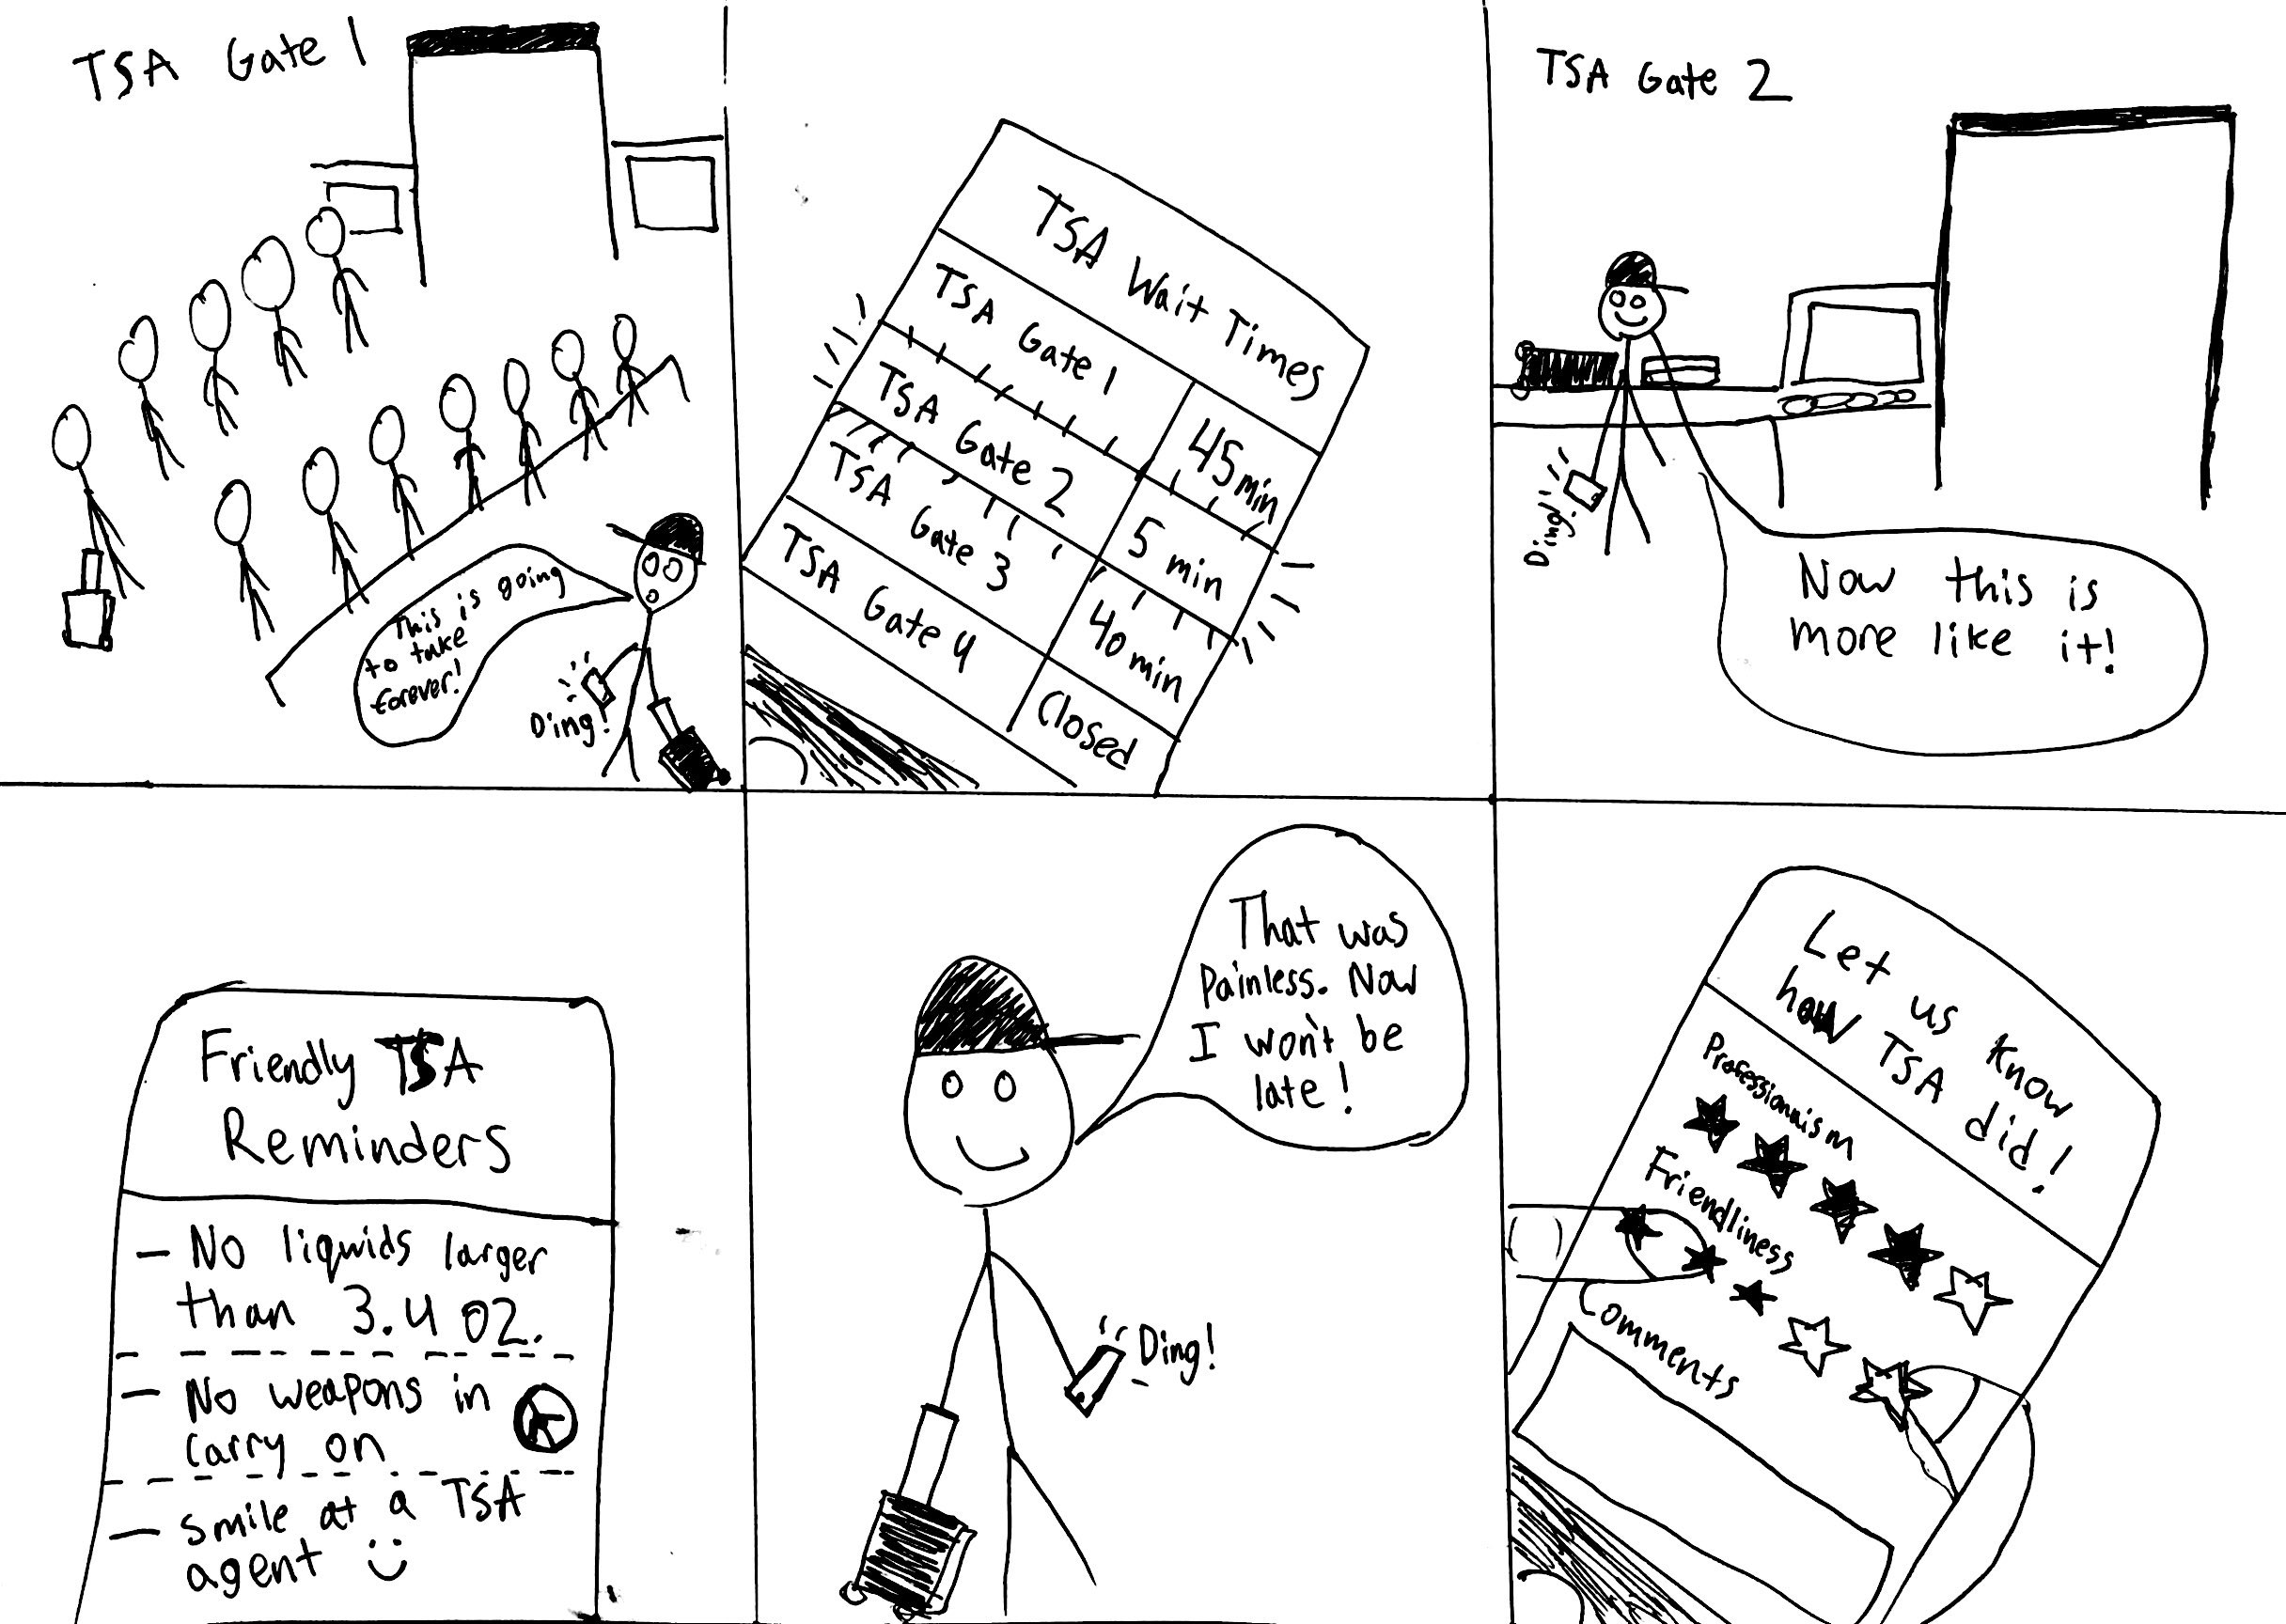 TSA Gate 1
This is going
to take
forever!
Ding!
TSA Wait Times
TSA Gate 1 45 min
TSA Gate 2 5 min
TSA Gate 3 40 min
TSA Gate 4 Closed
TSA Gate 2
Ding!
Now this is
more like it!
Friendly TSA
Reminders
- No liquids larger
than 3.4 oz.
- No weapons in
carry on
- Smile at a TSA
agent
That was
Painless. Now
I won't be
late!
Ding!
Let us know
how TSA did!
Professionnism
Friendliness
Comments